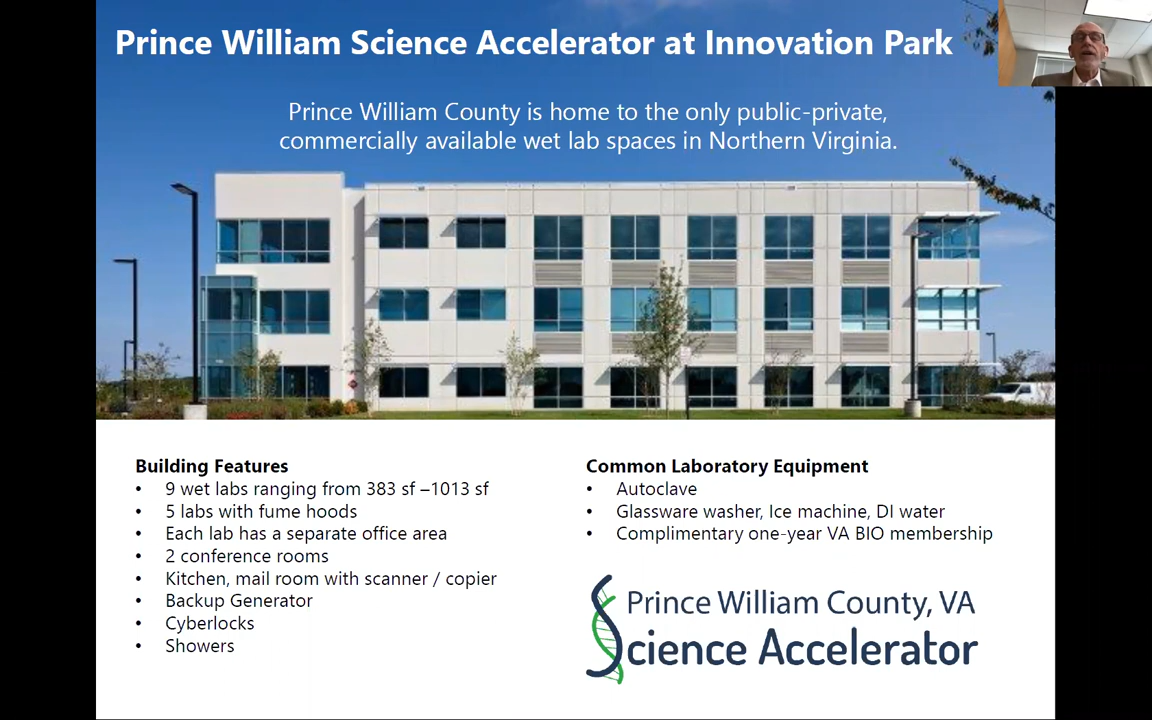 Prince William Science Accelerator at Innovation Park
Prince William County is home to the only public-private,
commercially available wet lab spaces in Northern Virginia.
Building Features
• 9 wet labs ranging from 383 sf –1013 sf
• 5 labs with fume hoods
• Each lab has a separate office area
• 2 conference rooms
• Kitchen, mail room with scanner / copier
• Backup Generator
• Cyberlocks
• Showers
Common Laboratory Equipment
• Autoclave
• Glassware washer, Ice machine, DI water
• Complimentary one-year VA BIO membership
Prince William County, VA
Science Accelerator